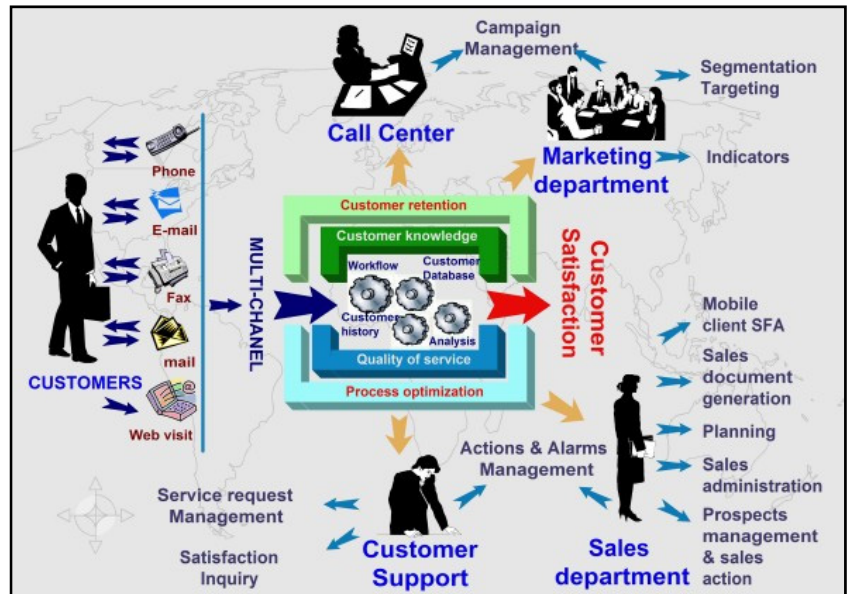 Campaign
Management
Segmentation
Targeting
Call Center
Marketing
department
Indicators
Phone
E-mail
Fax
mail
CUSTOMERS
Web visit
MULTI-CHANEL
Customer retention
Customer knowledge
Workflow
Customer
Database
Customer
history
Analysis
Quality of service
Process optimization
Customer
Satisfaction
Mobile
client SFA
Sales
document
generation
Planning
Sales
administration
Prospects
management
& sales
action
Actions & Alarms
Management
Service request
Management
Satisfaction
Inquiry
Customer
Support
Sales
department